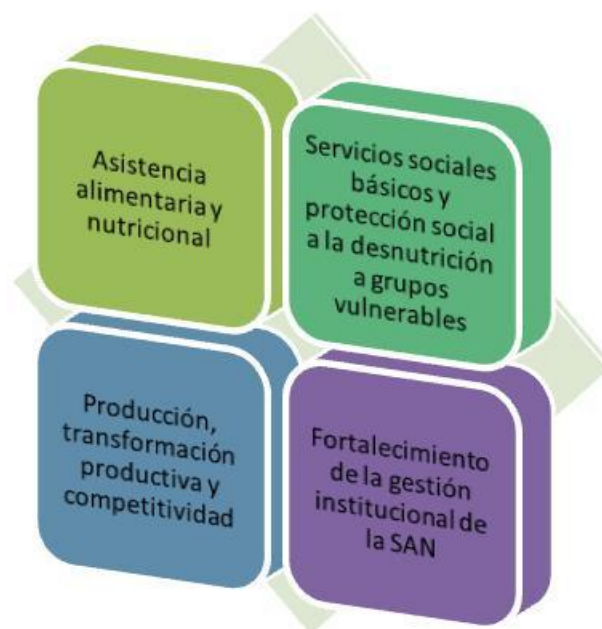 Asistencia
alimentaria y
nutricional
Servicios sociales
básicos y
protección social
a la desnutrición
a grupos
vulnerables
Producción,
transformación
productiva y
competitividad
Fortalecimiento
de la gestión
institucional de
la SAN